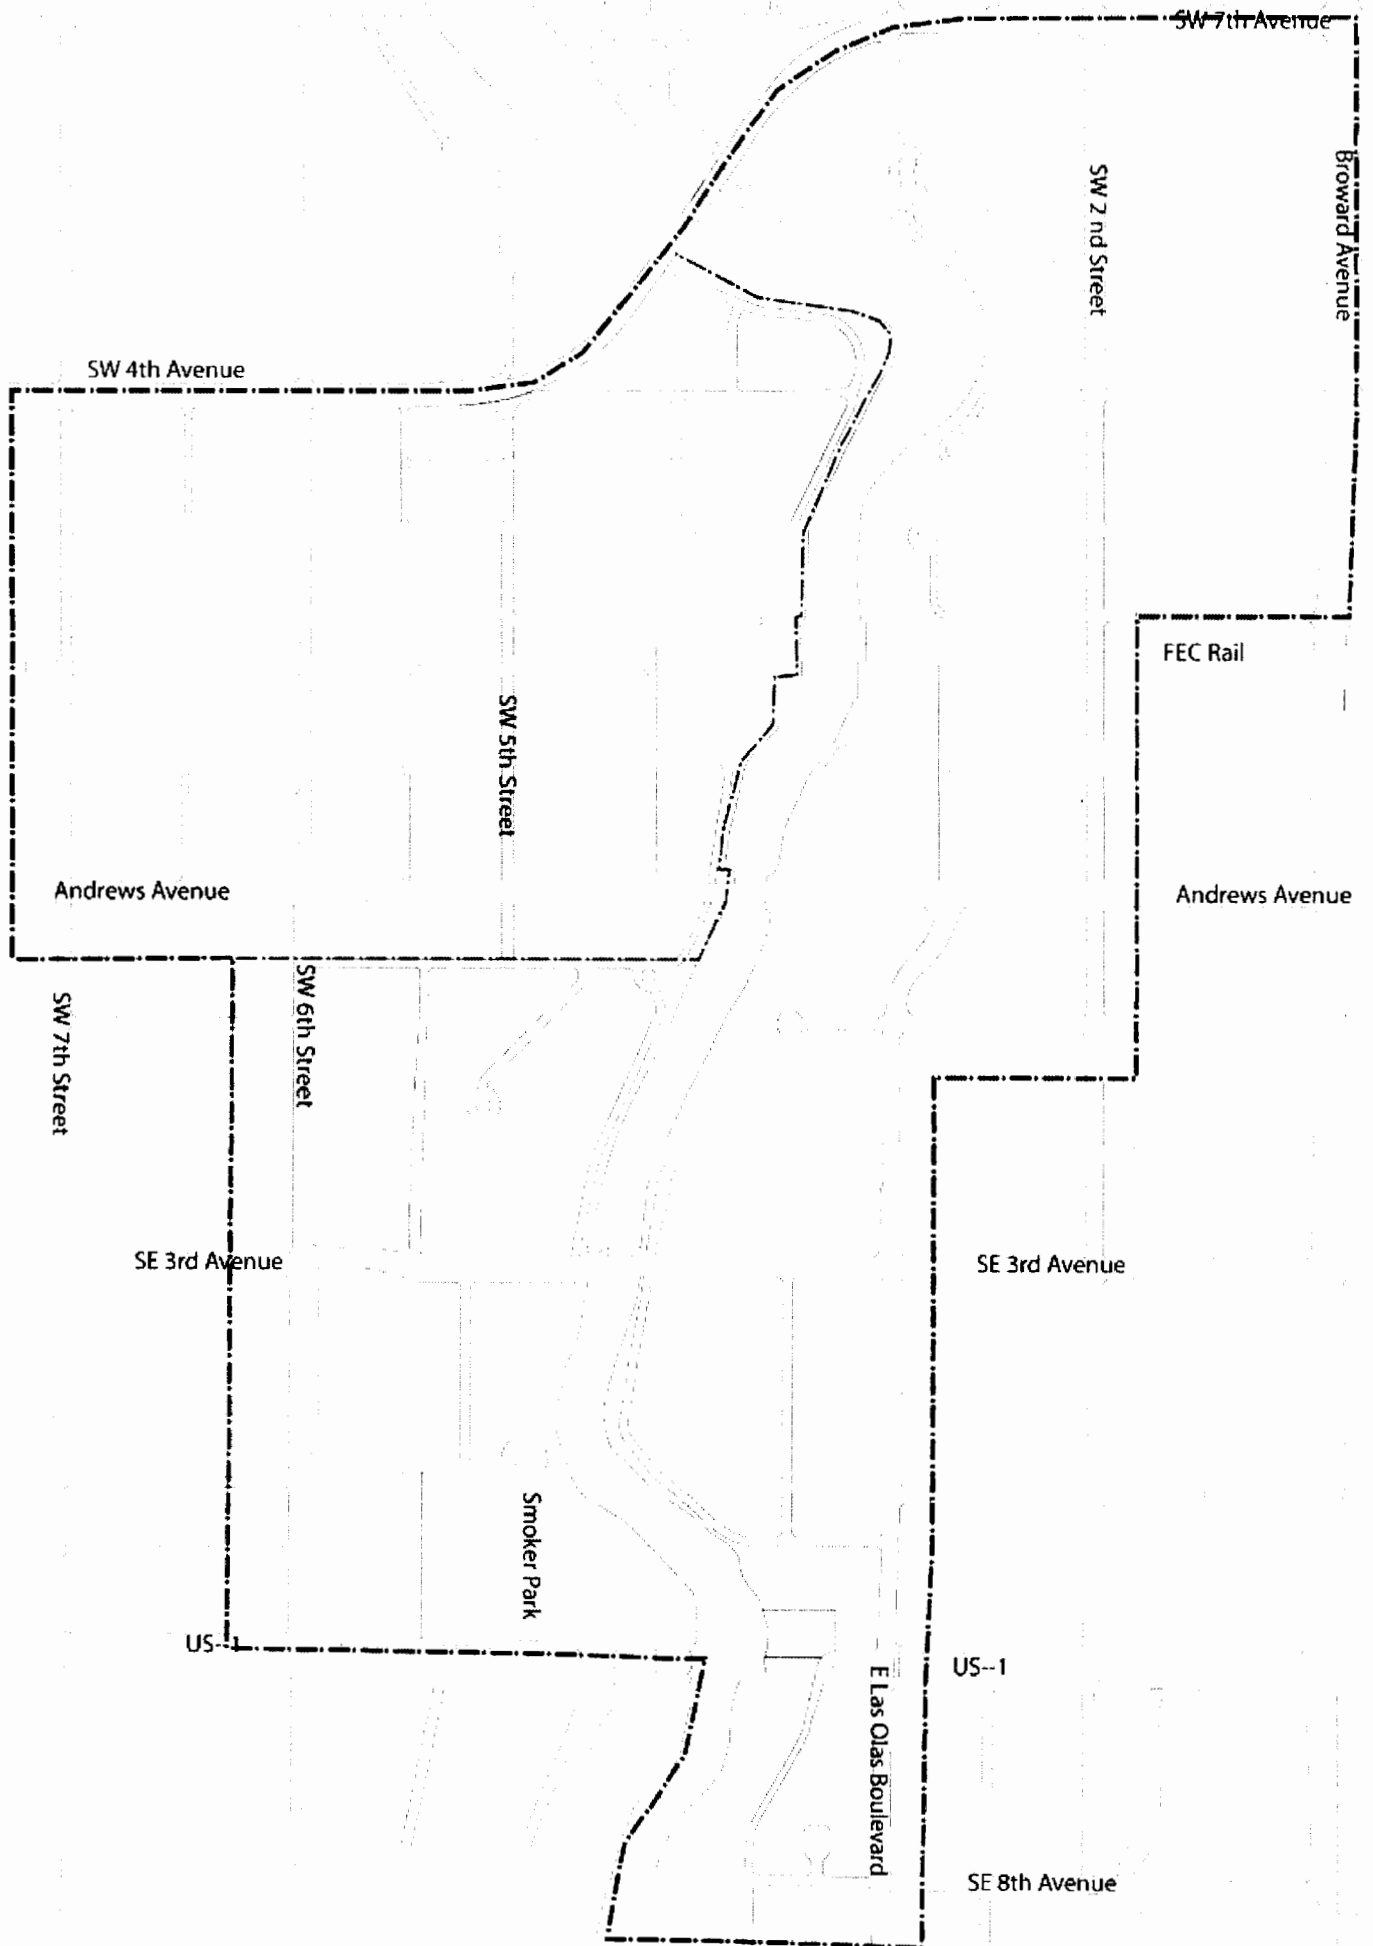 SW 7th Avenue
Broward Avenue
SW 2 nd Street
SW 4th Avenue
FEC Rail
SW 5th Street
Andrews Avenue
Andrews Avenue
SW 7th Street
SW 6th Street
SE 3rd Avenue
SE 3rd Avenue
Smoker Park
US--1
US--1
E Las Olas Boulevard
SE 8th Avenue